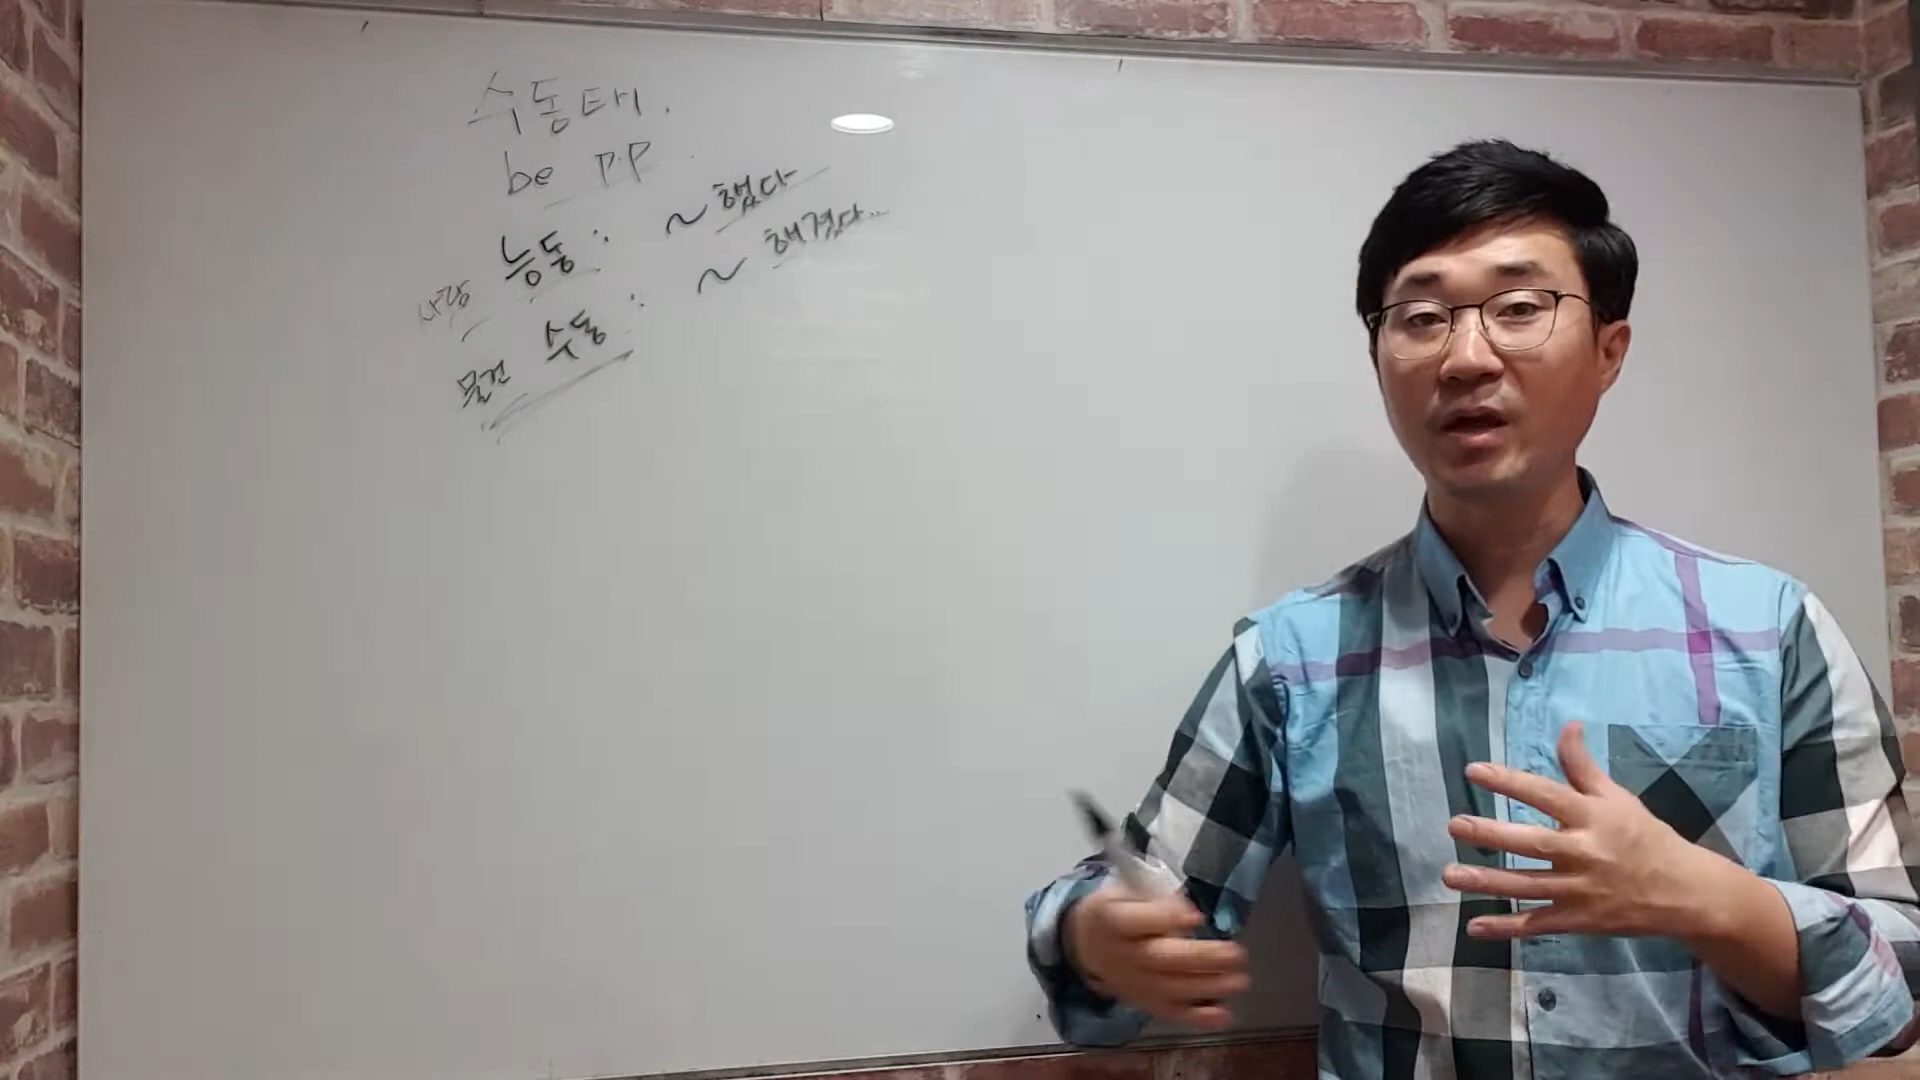 수동태.
be P.P
사람 능동 : ~ 했다
물건 수동 : ~ 해졌다..